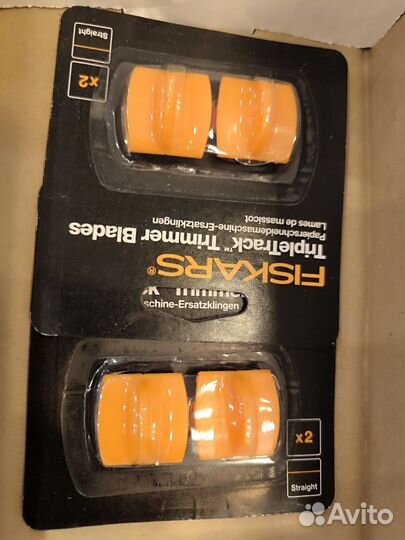 Straight
x2
FISKARS®
TripleTrack™ Trimmer Blades
Papierschneidemaschine-Ersatzklingen
Lames de massicot
schine-Ersatzklingen
x2
Straight
Avito